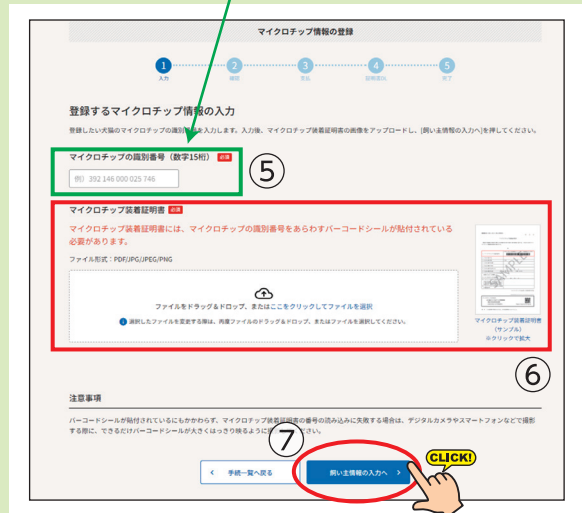 マイクロチップ情報の登録
1 2 3 4 5
入力 確認 支払 証明書DL 完了
登録するマイクロチップ情報の入力
登録したい犬猫のマイクロチップの識別 を入力します。入力後、マイクロチップ装着証明書の画像をアップロードし、[飼い主情報の入力へ]を押してください。
マイクロチップの識別番号（数字15桁） 必須
例）392 146 000 025 746
⑤
マイクロチップ装着証明書 必須
マイクロチップ装着証明書には、マイクロチップの識別番号をあらわすバーコードシールが貼付されている
必要があります。
ファイル形式：PDF/JPG/JPEG/PNG
ファイルをドラッグ＆ドロップ、またはここをクリックしてファイルを選択
選択したファイルを変更する際は、再度ファイルのドラッグ＆ドロップ、またはファイルを選択してください。
SAMPLE
マイクロチップ装着証明書
（サンプル）
※クリックで拡大
⑥
注意事項
バーコードシールが貼付されているにもかかわらず、マイクロチップ装着証明書の番号の読み込みに失敗する場合は、デジタルカメラやスマートフォンなどで撮影
する際に、できるだけバーコードシールが大きくはっきり映るように ください。
⑦
< 手続一覧へ戻る
飼い主情報の入力へ >
CLICK!